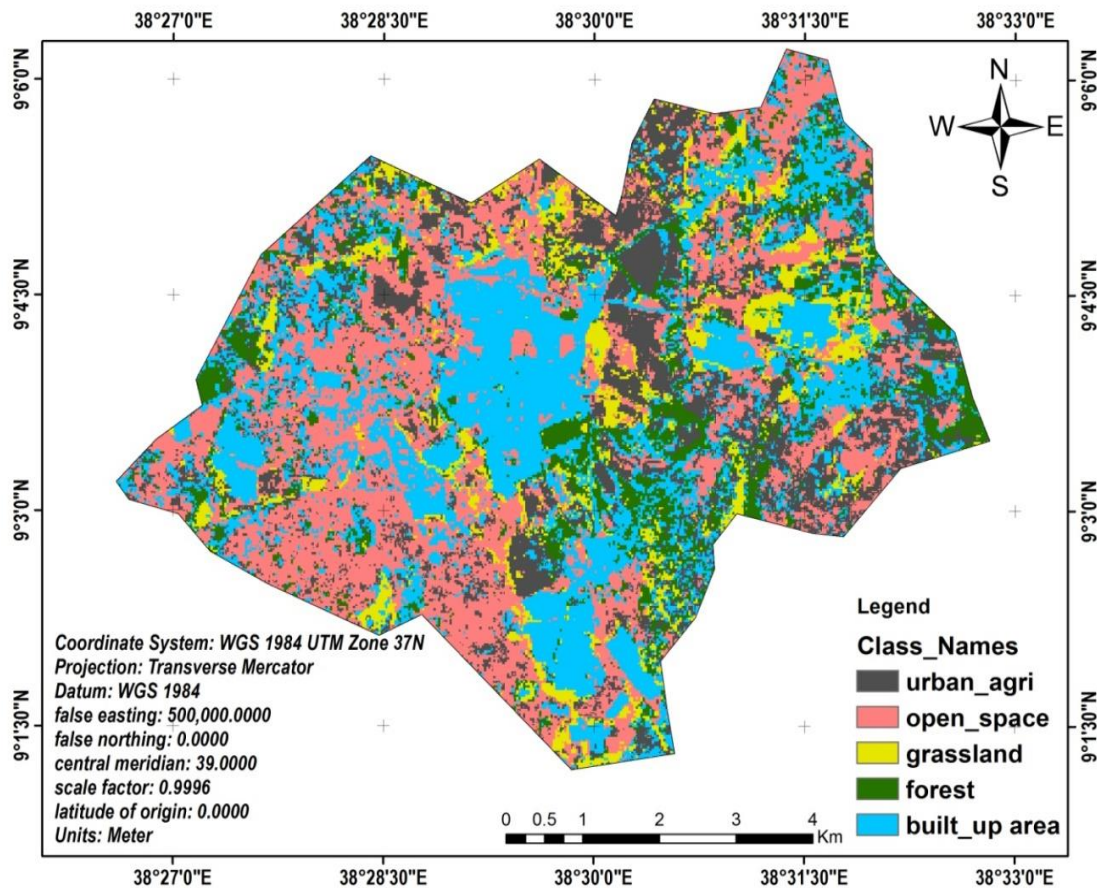 38°27'0"E 38°28'30"E 38°30'0"E 38°31'30"E 38°33'0"E
9°6'0"N 9°6'0"N
N
W E
S
9°4'30"N 9°4'30"N
9°3'0"N 9°3'0"N
Legend
Class_Names
urban_agri
open_space
grassland
forest
built_up area
Coordinate System: WGS 1984 UTM Zone 37N
Projection: Transverse Mercator
Datum: WGS 1984
false easting: 500,000.0000
false northing: 0.0000
central meridian: 39.0000
scale factor: 0.9996
latitude of origin: 0.0000
Units: Meter
9°1'30"N 9°1'30"N
0 0.5 1 2 3 4
Km
38°27'0"E 38°28'30"E 38°30'0"E 38°31'30"E 38°33'0"E